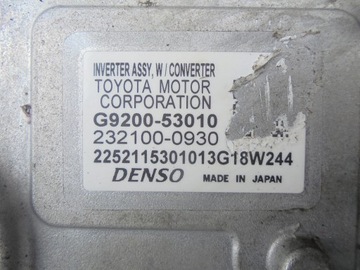 INVERTER ASSY, W / CONVERTER
TOYOTA MOTOR
CORPORATION
G9200-53010
232100-0930
2252115301013G18W244
DENSO MADE IN JAPAN